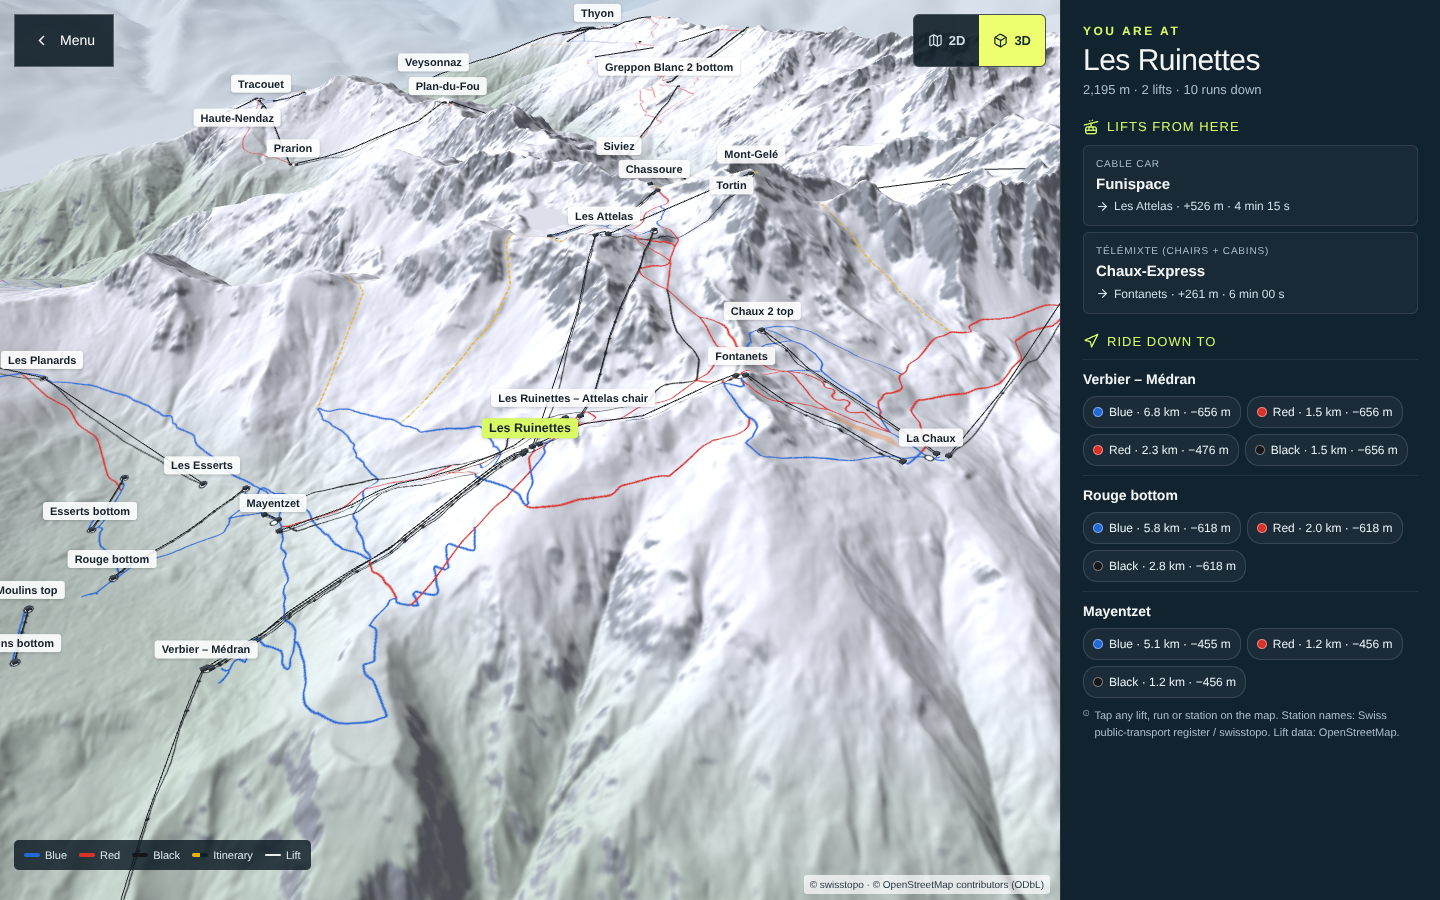 Menu
Thyon
2D
3D
Veysonnaz
Greppon Blanc 2 bottom
Tracouet
Plan-du-Fou
Haute-Nendaz
Prarion
Siviez
Mont-Gelé
Chassoure
Tortin
Les Attelas
Chaux 2 top
Les Planards
Fontanets
Les Ruinettes – Attelas chair
Les Ruinettes
La Chaux
Les Esserts
Mayentzet
Esserts bottom
Rouge bottom
Moulins top
ns bottom
Verbier – Médran
Blue
Red
Black
Itinerary
Lift
© swisstopo · © OpenStreetMap contributors (ODbL)
YOU ARE AT
Les Ruinettes
2,195 m · 2 lifts · 10 runs down
LIFTS FROM HERE
CABLE CAR
Funispace
→ Les Attelas · +526 m · 4 min 15 s
TÉLÉMIXTE (CHAIRS + CABINS)
Chaux-Express
→ Fontanets · +261 m · 6 min 00 s
RIDE DOWN TO
Verbier – Médran
Blue · 6.8 km · −656 m
Red · 1.5 km · −656 m
Red · 2.3 km · −476 m
Black · 1.5 km · −656 m
Rouge bottom
Blue · 5.8 km · −618 m
Red · 2.0 km · −618 m
Black · 2.8 km · −618 m
Mayentzet
Blue · 5.1 km · −455 m
Red · 1.2 km · −456 m
Black · 1.2 km · −456 m
Tap any lift, run or station on the map. Station names: Swiss
public-transport register / swisstopo. Lift data: OpenStreetMap.